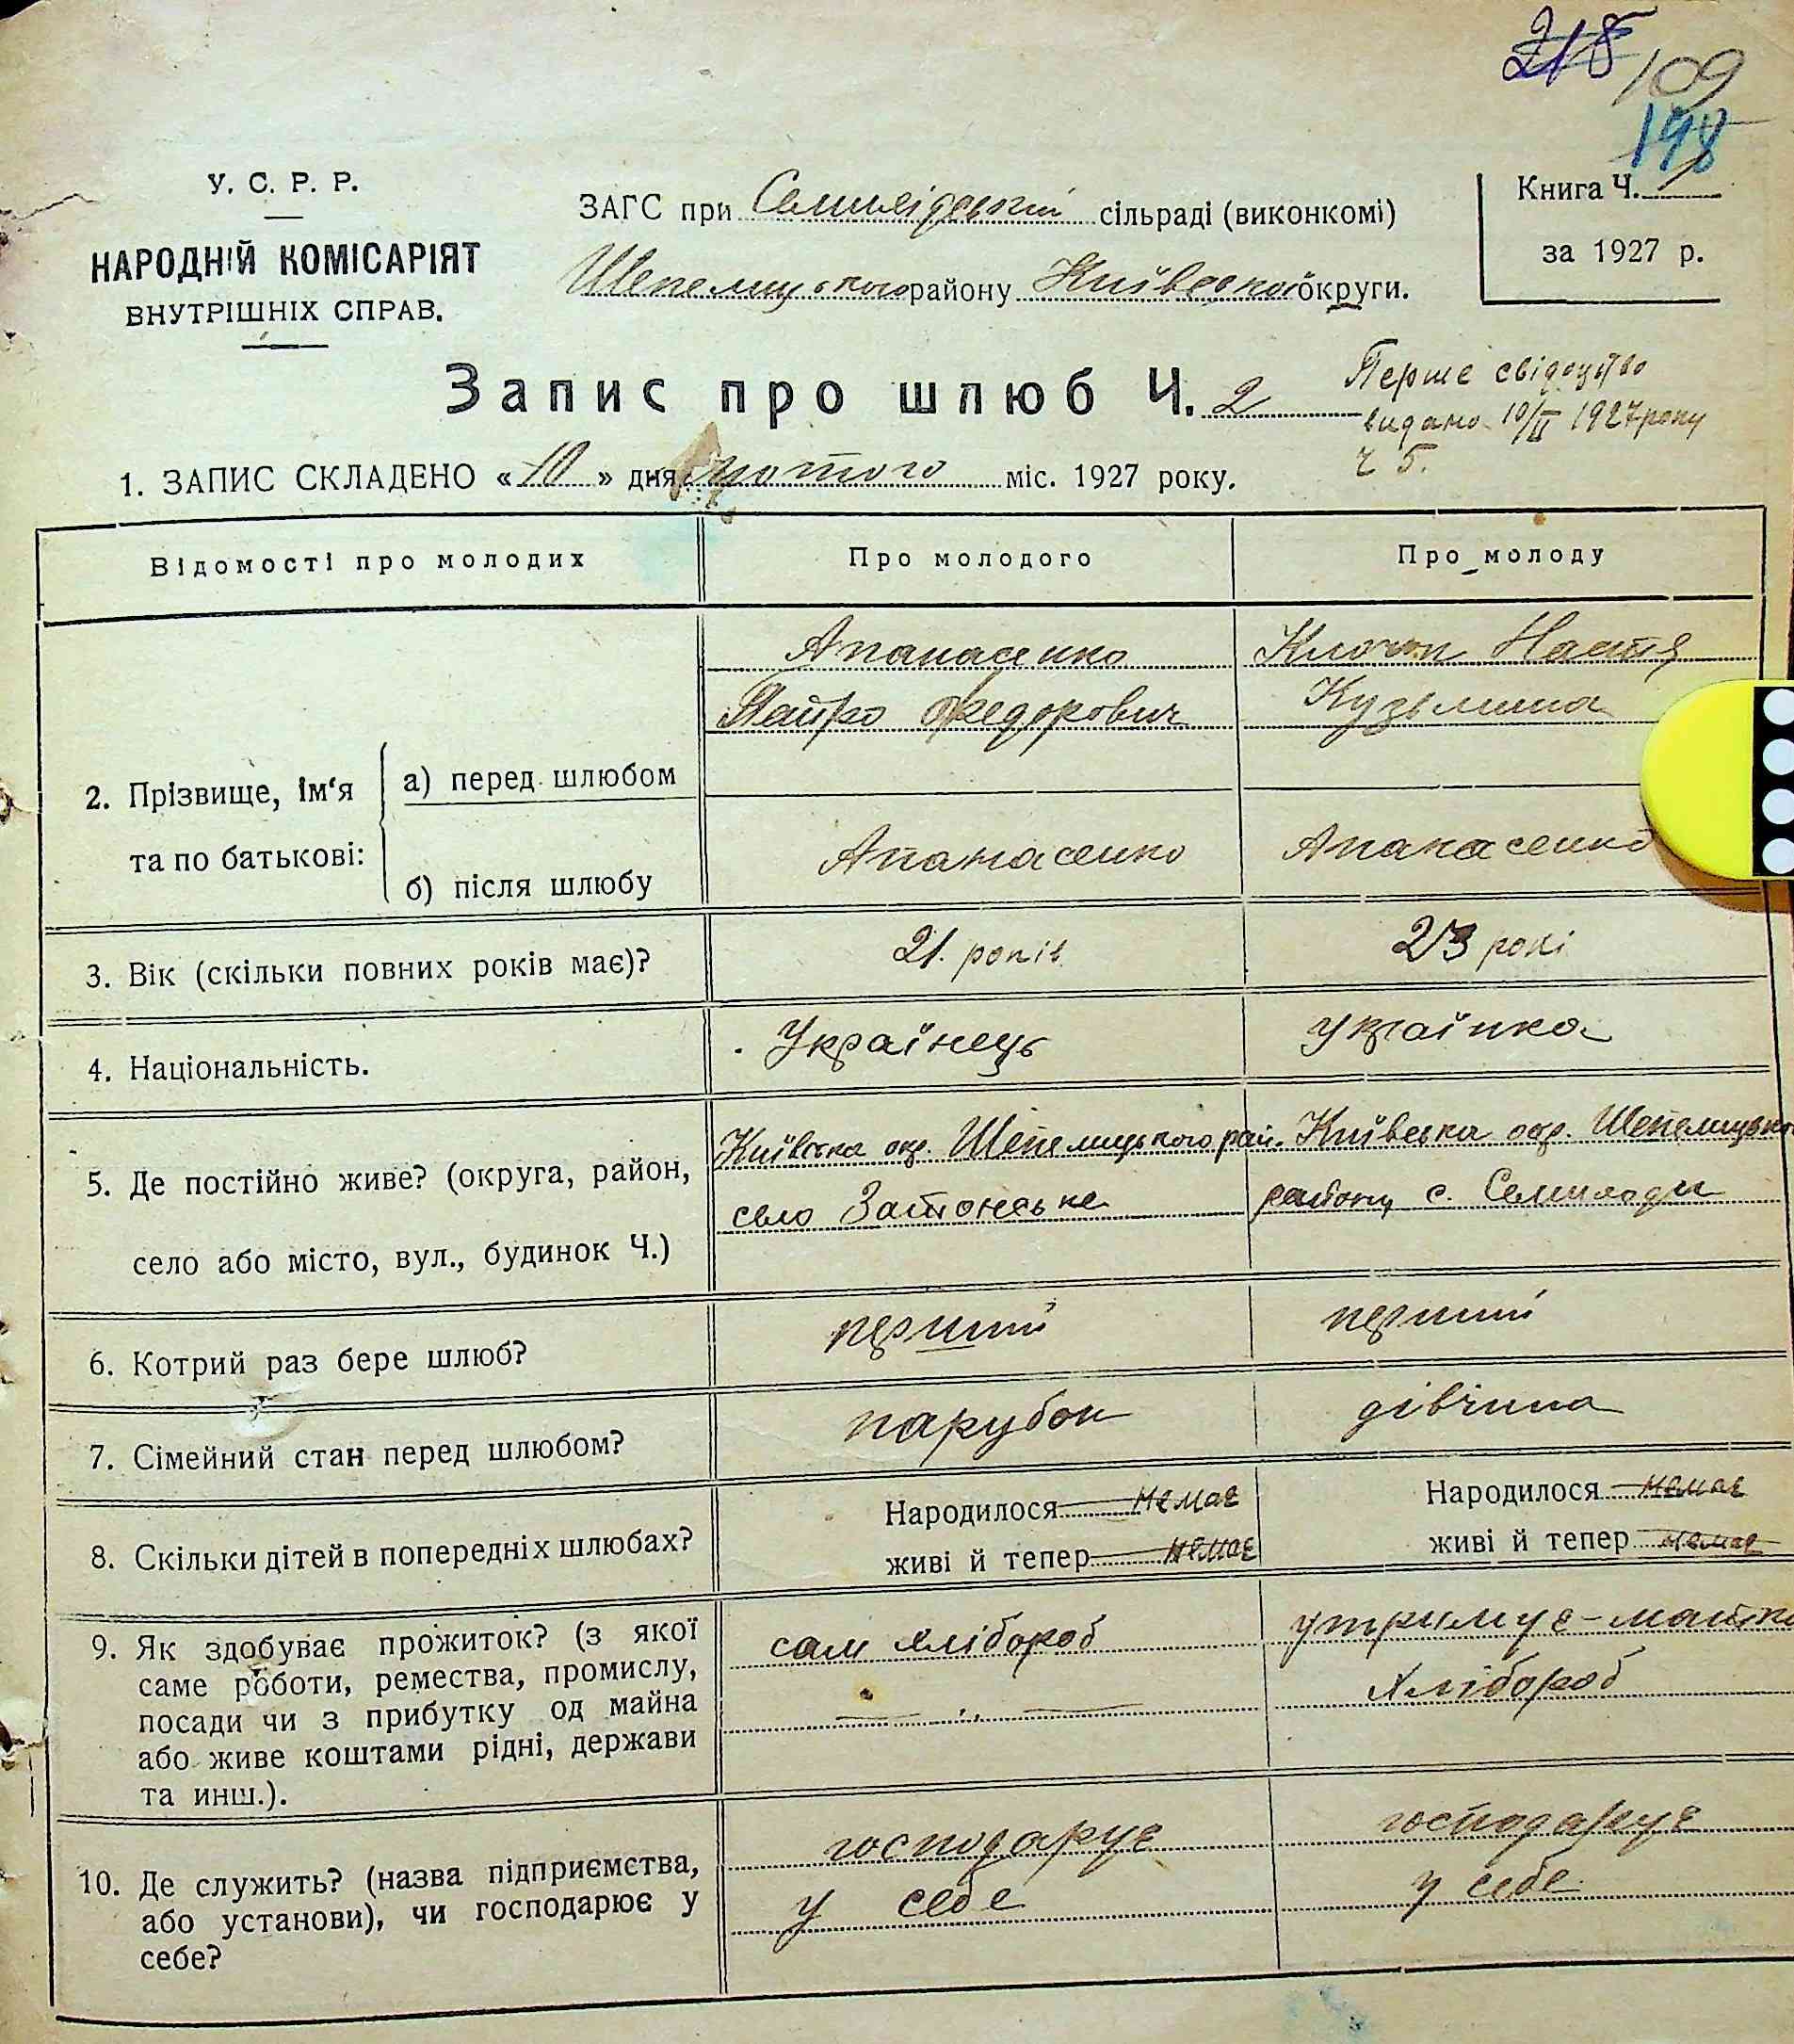 218
109
198
У. С. Р. Р.
НАРОДНІЙ КОМІСАРІЯТ
ВНУТРІШНІХ СПРАВ.
ЗАГС при сільраді (виконкомі)
Шепелицького району Київської округи.
Книга Ч. 1
за 1927 р.
Запис про шлюб Ч. 2
Перше свідоцтво
видано 10/II 1927 року
Ч 5.
1. ЗАПИС СКЛАДЕНО « 10 » дня лютого міс. 1927 року.
Відомості про молодих
Про молодого
Про молоду
2. Прізвище, ім‘я
та по батькові:
а) перед шлюбом
Апанасенко
Федорович
Настя
Кузьмина
б) після шлюбу
Апанасенко
Апанасенко
3. Вік (скільки повних років має)?
21. років
23 рокі
4. Національність.
Українець
Українка
5. Де постійно живе? (округа, район,
село або місто, вул., будинок Ч.)
Київська окр. Шепелицького рай.
село Затонське
Київська окр. Шепелицько
району с. Семиходи
6. Котрий раз бере шлюб?
перший
перший
7. Сімейний стан перед шлюбом?
парубок
дівчина
8. Скільки дітей в попередніх шлюбах?
Народилося немає
живі й тепер немає
Народилося немає
живі й тепер немає
9. Як здобуває прожиток? (з якої
саме роботи, ремества, промислу,
посади чи з прибутку од майна
або живе коштами рідні, держави
та инш.).
сам хлібороб
утримує-
хлібороб
10. Де служить? (назва підприємства,
або установи), чи господарює у
себе?
господарує
у себе
господарує
у себе